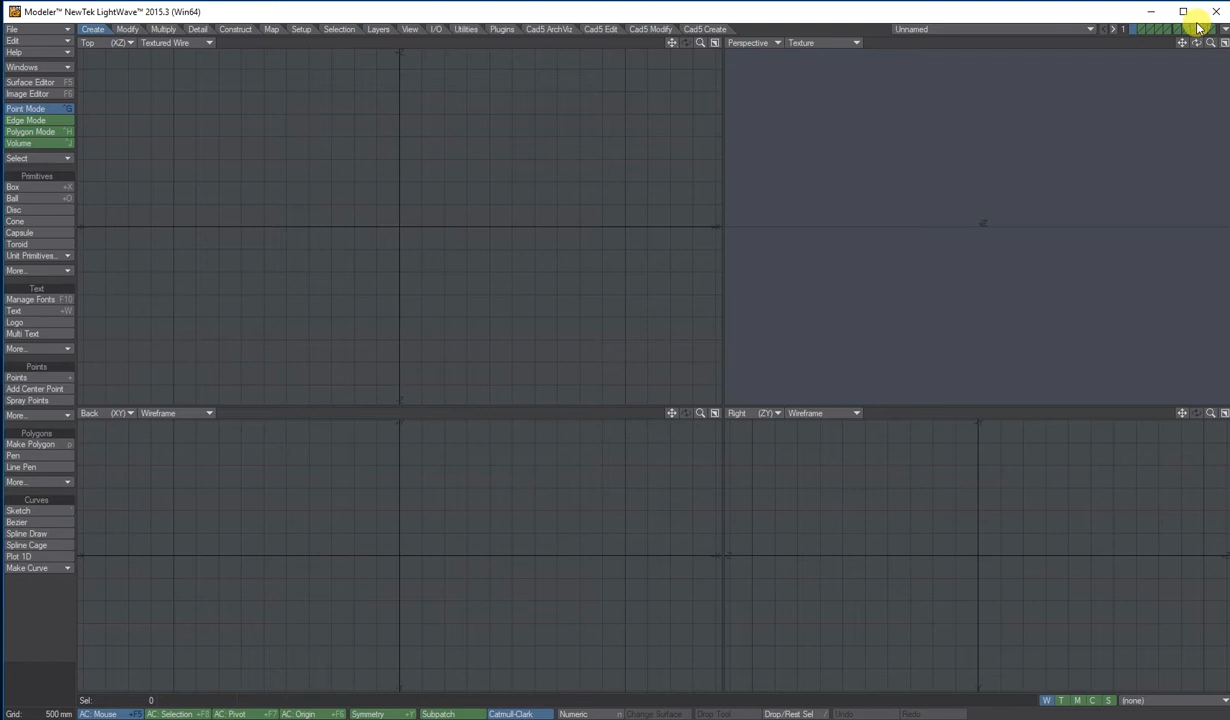 Modeler™ NewTek LightWave™ 2015.3 (Win64)
File
Create Modify Multiply Detail Construct Map Setup Selection Layers View I/O Utilities Plugins Cad5 ArchViz Cad5 Edit Cad5 Modify Cad5 Create
Unnamed
1
Edit
Help
Top (XZ) Textured Wire
Perspective Texture
Windows
Surface Editor F5
Image Editor F6
Point Mode ^G
Edge Mode
Polygon Mode ^H
Volume ^J
Select
Primitives
Box +X
Ball +O
Disc
Cone
Capsule
Toroid
Unit Primitives...
More...
Text
Manage Fonts F10
Text +W
Logo
Multi Text
More...
Points
Points +
Add Center Point
Spray Points
More...
Back (XY) Wireframe
Right (ZY) Wireframe
Polygons
Make Polygon p
Pen
Line Pen
More...
Curves
Sketch
Bezier
Spline Draw
Spline Cage
Plot 1D
Make Curve
Sel: 0
W T M C S (none)
Grid: 500 mm
AC: Mouse +F5 AC: Selection +F8 AC: Pivot +F7 AC: Origin +F6 Symmetry +Y Subpatch Catmull-Clark Numeric n Change Surface Drop Tool Drop/Rest Sel / Undo Redo